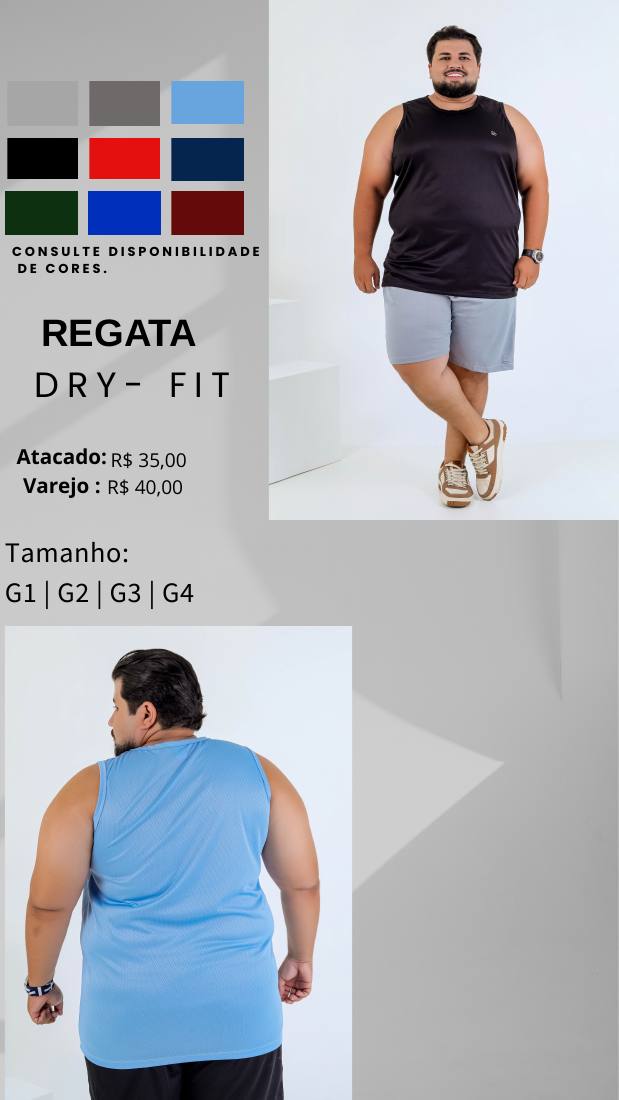 CONSULTE DISPONIBILIDADE
DE CORES.
REGATA
DRY- FIT
Atacado: R$ 35,00
Varejo : R$ 40,00
Tamanho:
G1 | G2 | G3 | G4